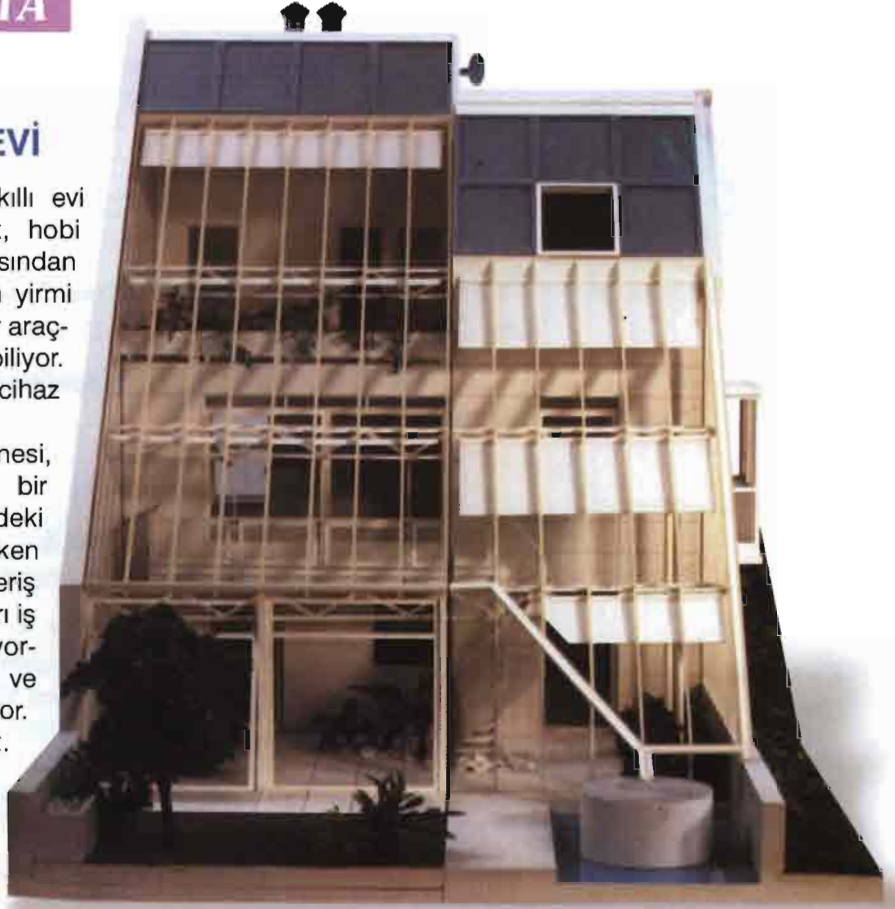 TA
EVİ
kıllı evi
, hobi
sından
yirmi
araç-
biliyor.
cihaz
nesi,
bir
deki
ken
eriş
rı iş
yor-
ve
or.